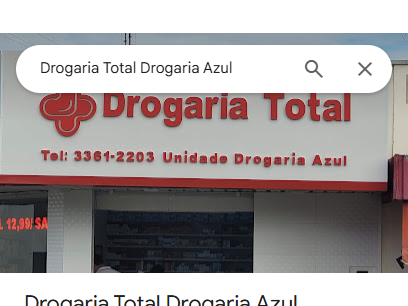 Drogaria Total Drogaria Azul
Drogaria Total
Tel: 3361-2203 Unidade Drogaria Azul
12,99 SA
Drogaria Total Drogaria Azul